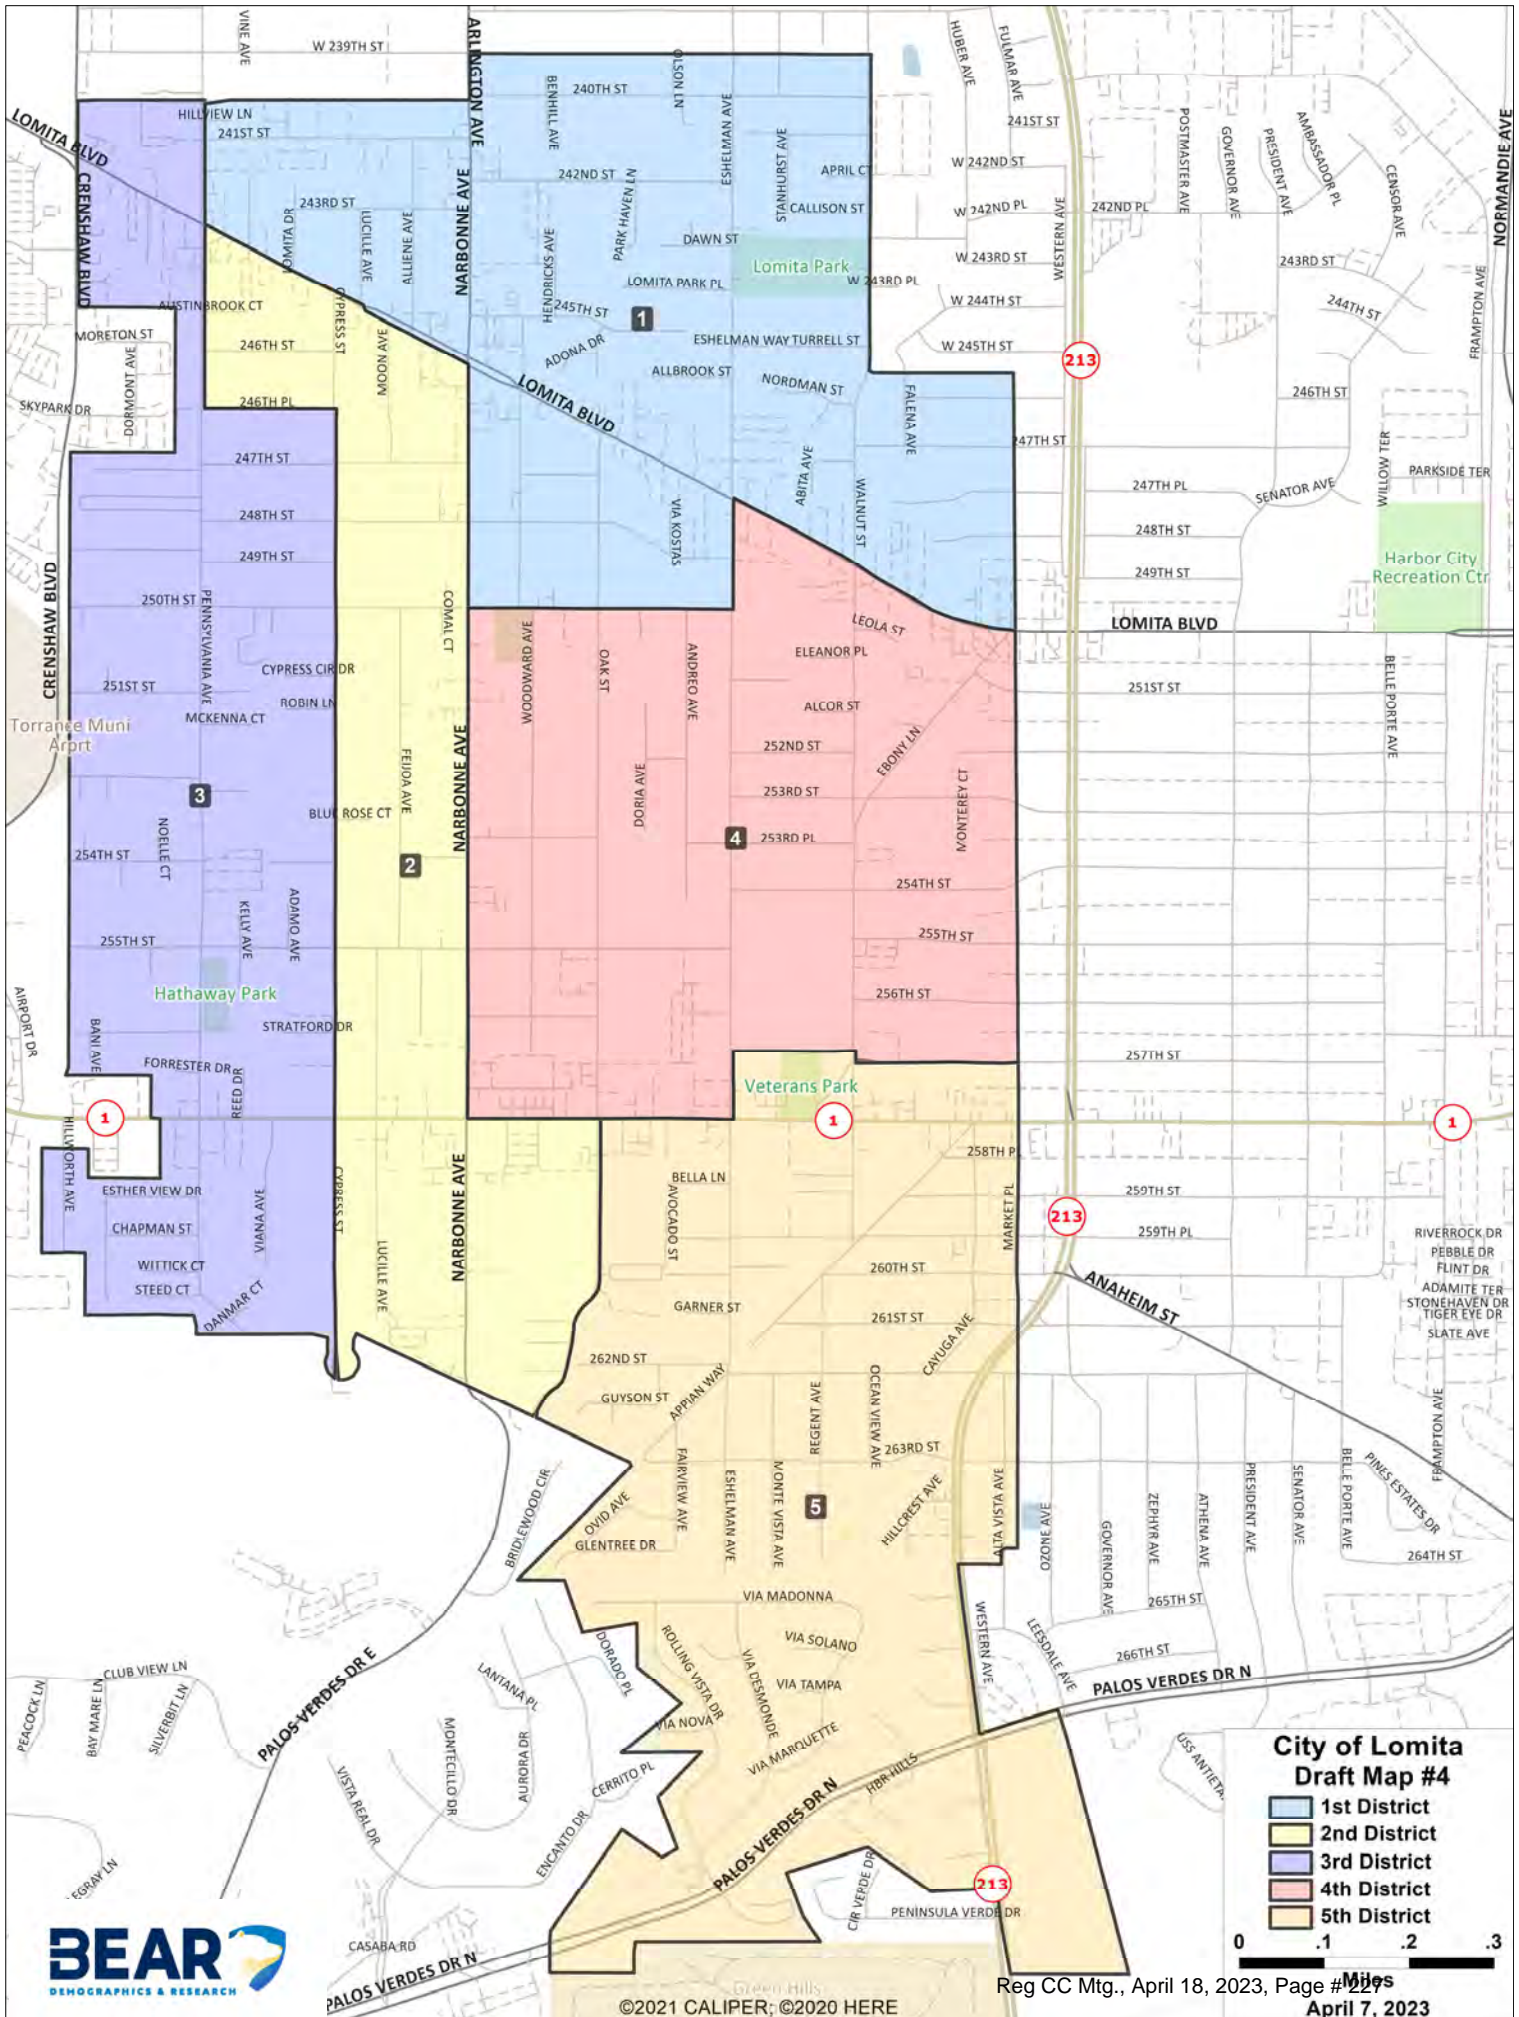 VINE AVE
W 239TH ST
ARLINGTON AVE
OLSON LN
HUBER AVE
FULMAR AVE
BENHILL AVE
240TH ST
ESHELMAN AVE
HILLVIEW LN
241ST ST
241ST ST
STANHURST AVE
POSTMASTER AVE
GOVERNOR AVE
PRESIDENT AVE
AMBASSADOR PL
CENSOR AVE
NORMANDIE AVE
LOMITA BLVD
CRENSHAW BLVD
242ND ST
APRIL CT
W 242ND ST
NARBONNE AVE
PARK HAVEN LN
243RD ST
LOMITA DR
LUCILLE AVE
ALLIENE AVE
CALLISON ST
W 242ND PL
WESTERN AVE
242ND PL
HENDRICKS AVE
DAWN ST
Lomita Park
W 243RD ST
243RD ST
LOMITA PARK PL
W 243RD PL
AUSTINBROOK CT
CYPRESS ST
245TH ST
1
W 244TH ST
244TH ST
FRAMPTON AVE
MORETON ST
246TH ST
MOON AVE
ADONA DR
ESHELMAN WAY
TURRELL ST
W 245TH ST
213
DORMONT AVE
ALLBROOK ST
NORDMAN ST
FALENA AVE
246TH ST
SKYPARK DR
246TH PL
LOMITA BLVD
247TH ST
247TH ST
ABITA AVE
WALNUT ST
WILLOW TER
PARKSIDE TER
247TH PL
SENATOR AVE
248TH ST
VIA KOSTAS
248TH ST
249TH ST
249TH ST
Harbor City
Recreation Ctr
CRENSHAW BLVD
250TH ST
PENNSYLVANIA AVE
COMAL CT
WOODWARD AVE
OAK ST
ANDREO AVE
LEOLA ST
LOMITA BLVD
ELEANOR PL
CYPRESS CIR DR
251ST ST
ROBIN LN
MCKENNA CT
ALCOR ST
251ST ST
BELLE PORTE AVE
Torrance Muni
Arprt
FEIJOA AVE
NARBONNE AVE
252ND ST
EBONY LN
DORIA AVE
MONTEREY CT
3
253RD ST
BLUE ROSE CT
NOELLE CT
4
253RD PL
254TH ST
2
254TH ST
KELLY AVE
ADAMO AVE
255TH ST
255TH ST
Hathaway Park
256TH ST
AIRPORT DR
BANI AVE
STRATFORD DR
FORRESTER DR
REED DR
257TH ST
Veterans Park
1
1
1
HILLWORTH AVE
258TH PL
CYPRESS ST
NARBONNE AVE
BELLA LN
AVOCADO ST
MARKET PL
ESTHER VIEW DR
259TH ST
CHAPMAN ST
VIANA AVE
213
259TH PL
RIVERROCK DR
PEBBLE DR
FLINT DR
WITTICK CT
LUCILLE AVE
260TH ST
STEED CT
DANMAR CT
GARNER ST
261ST ST
CAYUGA AVE
ANAHEIM ST
ADAMITE TER
STONEHAVEN DR
TIGER EYE DR
SLATE AVE
262ND ST
GUYSON ST
APPIAN WAY
REGENT AVE
OCEAN VIEW AVE
263RD ST
FRAMPTON AVE
BRIDLEWOOD CIR
OVID AVE
FAIRVIEW AVE
ESHELMAN AVE
MONTE VISTA AVE
5
HILLCREST AVE
ALTA VISTA AVE
OZONE AVE
GOVERNOR AVE
ZEPHYR AVE
ATHENA AVE
PRESIDENT AVE
SENATOR AVE
BELLE PORTE AVE
PINES ESTATES DR
GLENTREE DR
264TH ST
VIA MADONNA
265TH ST
WESTERN AVE
LEESDALE AVE
DORADO PL
ROLLING VISTA DR
VIA DESMONDE
VIA SOLANO
266TH ST
PALOS VERDES DR E
CLUB VIEW LN
PEACOCK LN
BAY MARE LN
SILVERBIT LN
LANTANA PL
VIA TAMPA
PALOS VERDES DR N
VIA NOVA
VIA MARQUETTE
MONTECILLO DR
AURORA DR
VISTA REAL DR
CERRITO PL
ENCANTO DR
HBR HILLS
PALOS VERDES DR N
USS ANTIETA
EGRAY LN
CIR VERDE DR
213
PENINSULA VERDE DR
CASABA RD
PALOS VERDES DR N
Green Hills
City of Lomita
Draft Map #4
1st District
2nd District
3rd District
4th District
5th District
0 .1 .2 .3
Miles
April 7, 2023
BEAR
DEMOGRAPHICS & RESEARCH
Reg CC Mtg., April 18, 2023, Page # 227
©2021 CALIPER; ©2020 HERE